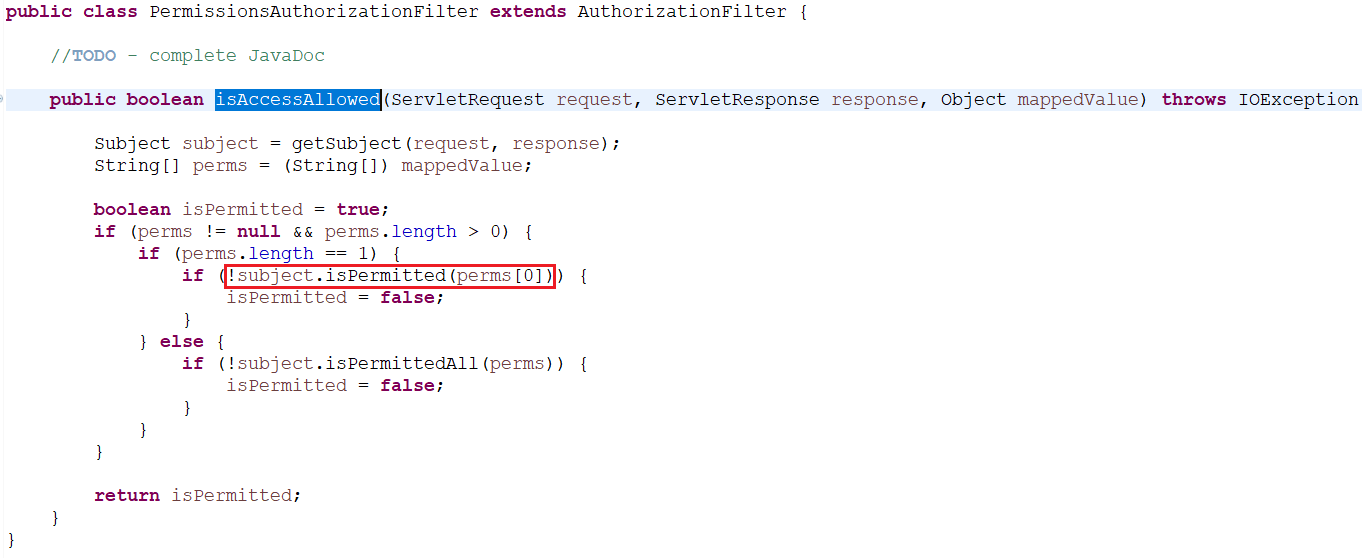 public class PermissionsAuthorizationFilter extends AuthorizationFilter {
//TODO - complete JavaDoc
public boolean isAccessAllowed(ServletRequest request, ServletResponse response, Object mappedValue) throws IOException
Subject subject = getSubject(request, response);
String[] perms = (String[]) mappedValue;
boolean isPermitted = true;
if (perms != null && perms.length > 0) {
if (perms.length == 1) {
if (!subject.isPermitted(perms[0])) {
isPermitted = false;
}
} else {
if (!subject.isPermittedAll(perms)) {
isPermitted = false;
}
}
}
return isPermitted;
}
}